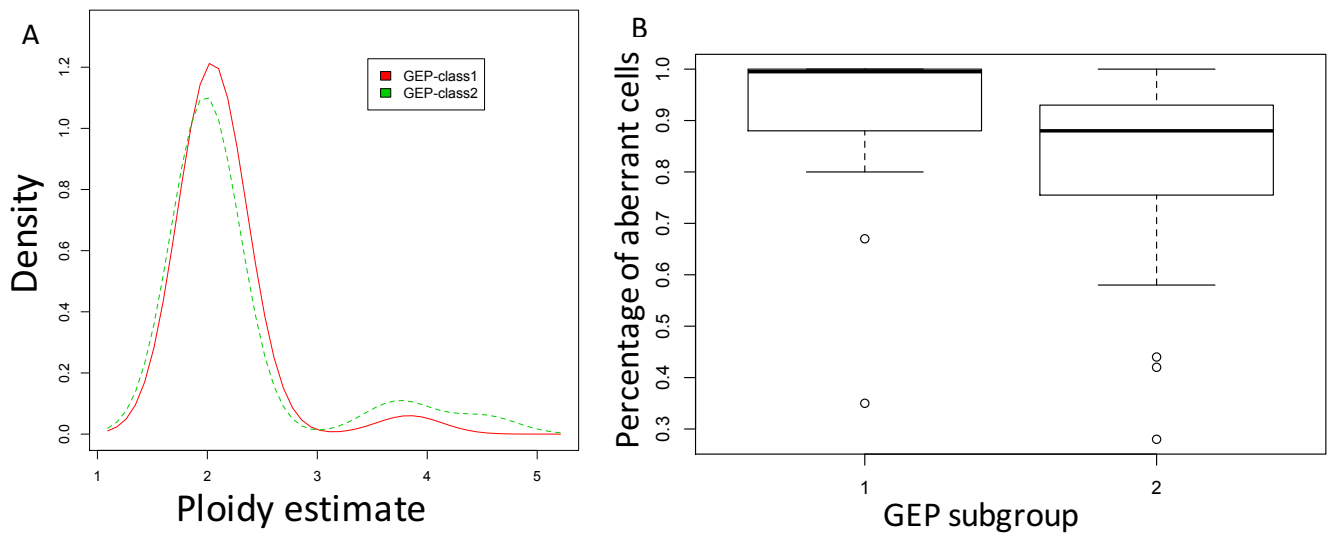 A
Density
0.0 0.2 0.4 0.6 0.8 1.0 1.2
GEP-class1
GEP-class2
1 2 3 4 5
Ploidy estimate
B
Percentage of aberrant cells
0.3 0.4 0.5 0.6 0.7 0.8 0.9 1.0
1 2
GEP subgroup